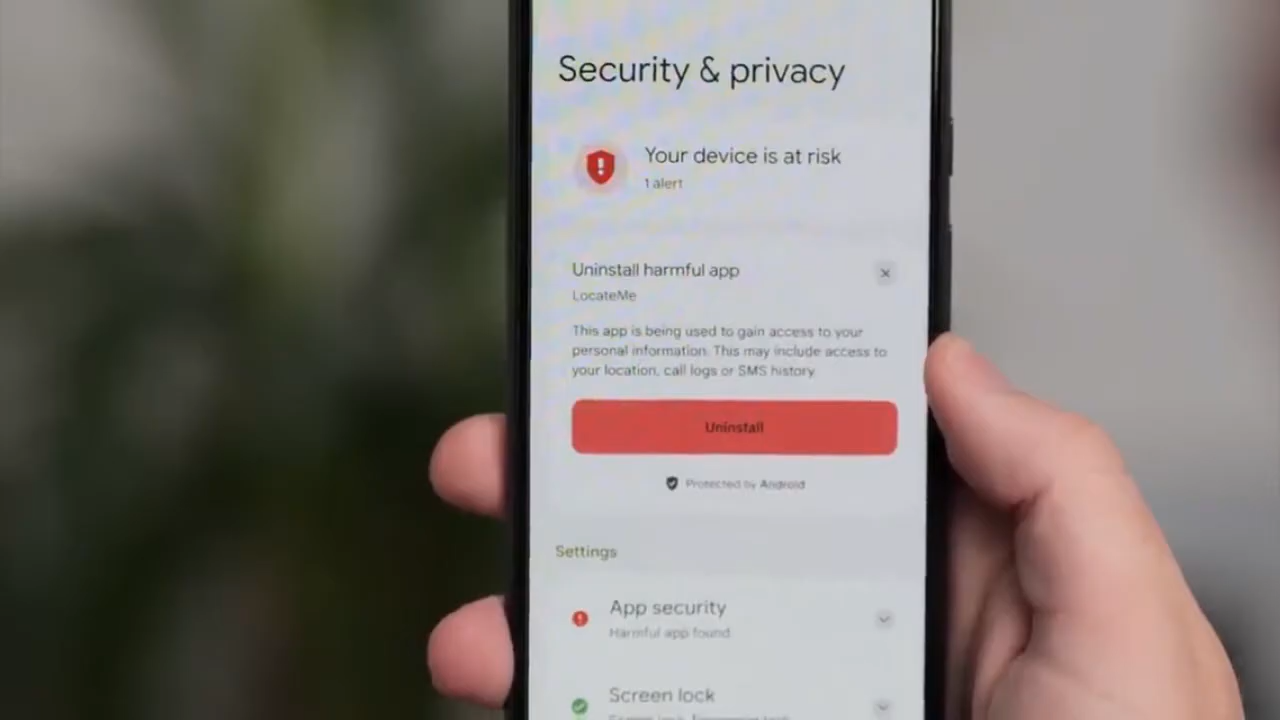 Security & privacy
Your device is at risk
1 alert
Uninstall harmful app
LocateMe
This app is being used to gain access to your
personal information. This may include access to
your location, call logs or SMS history.
Uninstall
Protected by Android
Settings
App security
Harmful app found
Screen lock